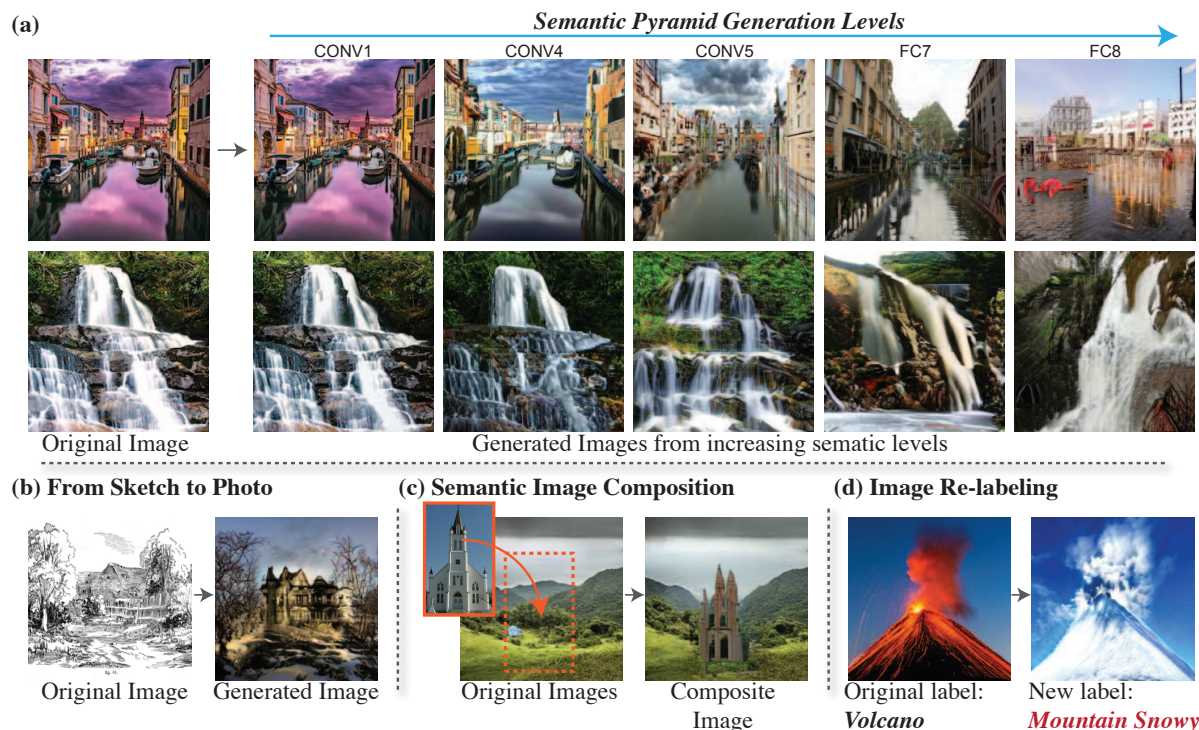 (a)
Semantic Pyramid Generation Levels
CONV1 CONV4 CONV5 FC7 FC8
Original Image
Generated Images from increasing sematic levels
(b) From Sketch to Photo
(c) Semantic Image Composition
(d) Image Re-labeling
Original Image
Generated Image
Original Images
Composite
Image
Original label:
Volcano
New label:
Mountain Snowy